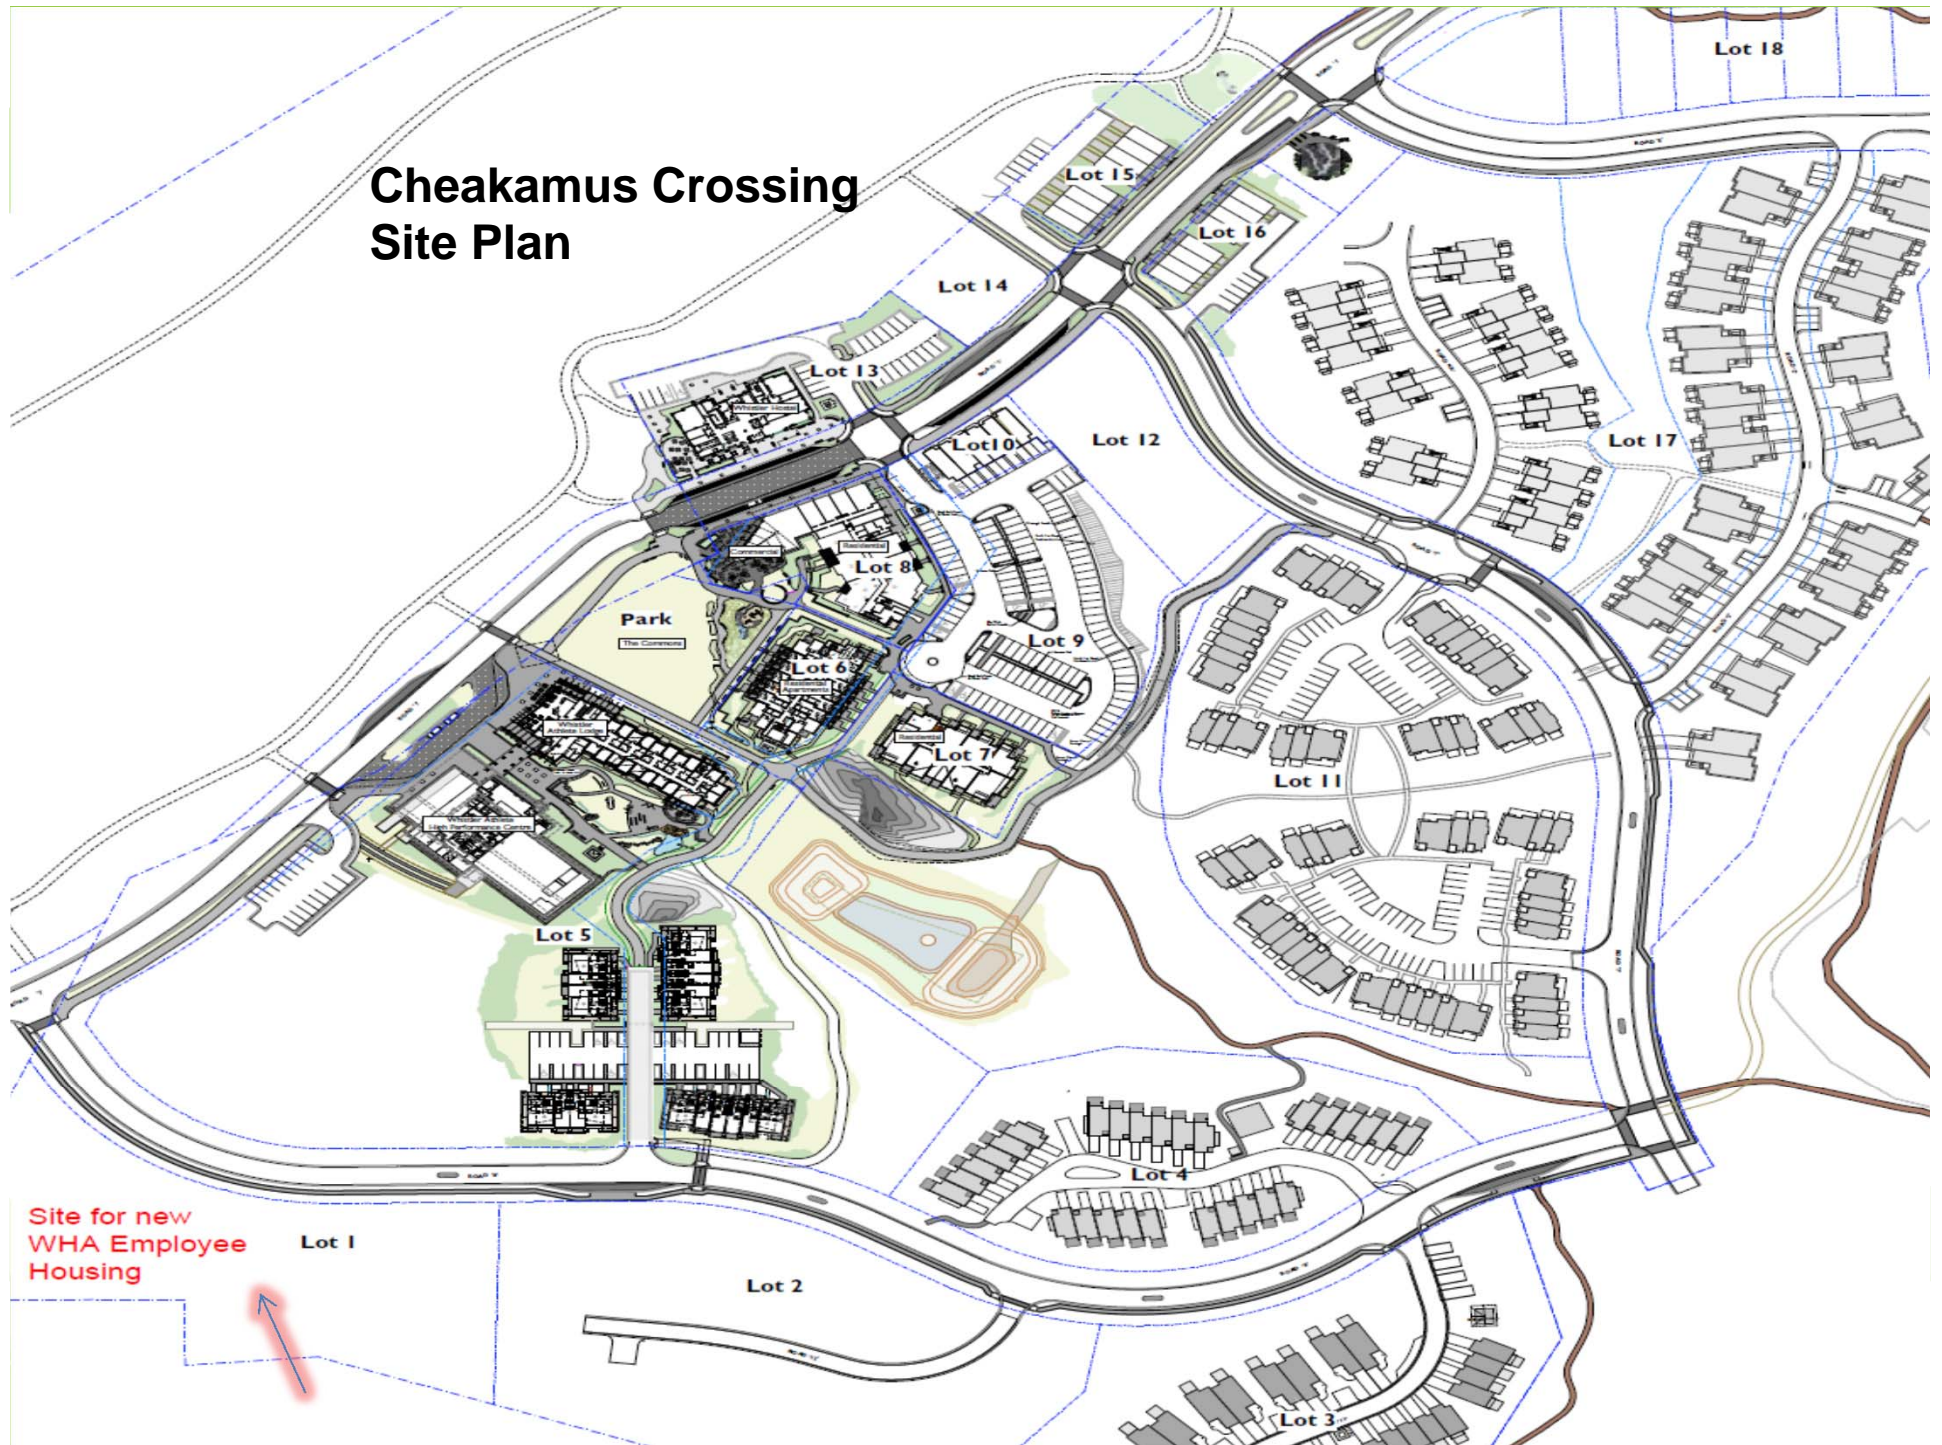 Lot 18
Cheakamus Crossing
Site Plan
Lot 15
Lot 16
Lot 14
Lot 13
Whistler Hostel
Lot10
Lot 12
Lot 17
Commercial
Residential
Lot 8
Park
The Commons
Lot 9
Lot 6
Residential
Apartments
Whistler
Athlete Lodge
Residential
Lot 7
Lot 11
Whistler Athlete
High Performance Centre
Lot 5
Lot 4
Site for new
WHA Employee
Housing
Lot 1
Lot 2
Lot 3